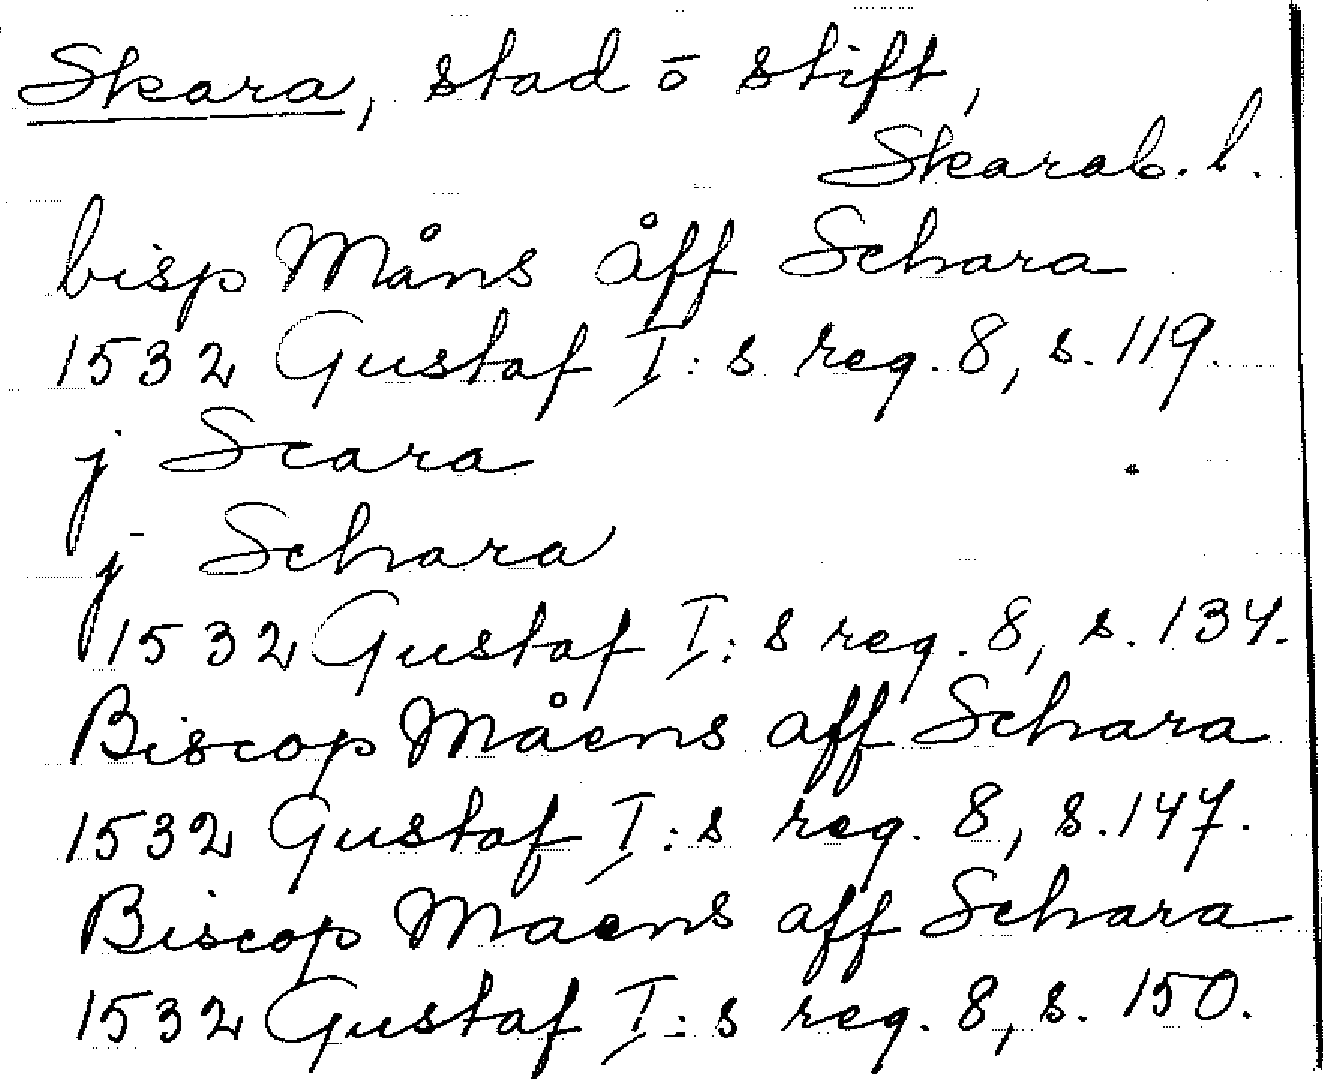 Skara, stad o stift,
Skarab. l.
bisp Måns åff Schara
1532 Gustaf I:s reg. 8, s. 119.
j Scara
j Schara
1532 Gustaf I:s reg. 8, s. 134.
Biscop Måens aff Schara
1532 Gustaf I:s reg. 8, s. 147.
Biscop Maens aff Schara
1532 Gustaf I:s reg. 8, s. 150.